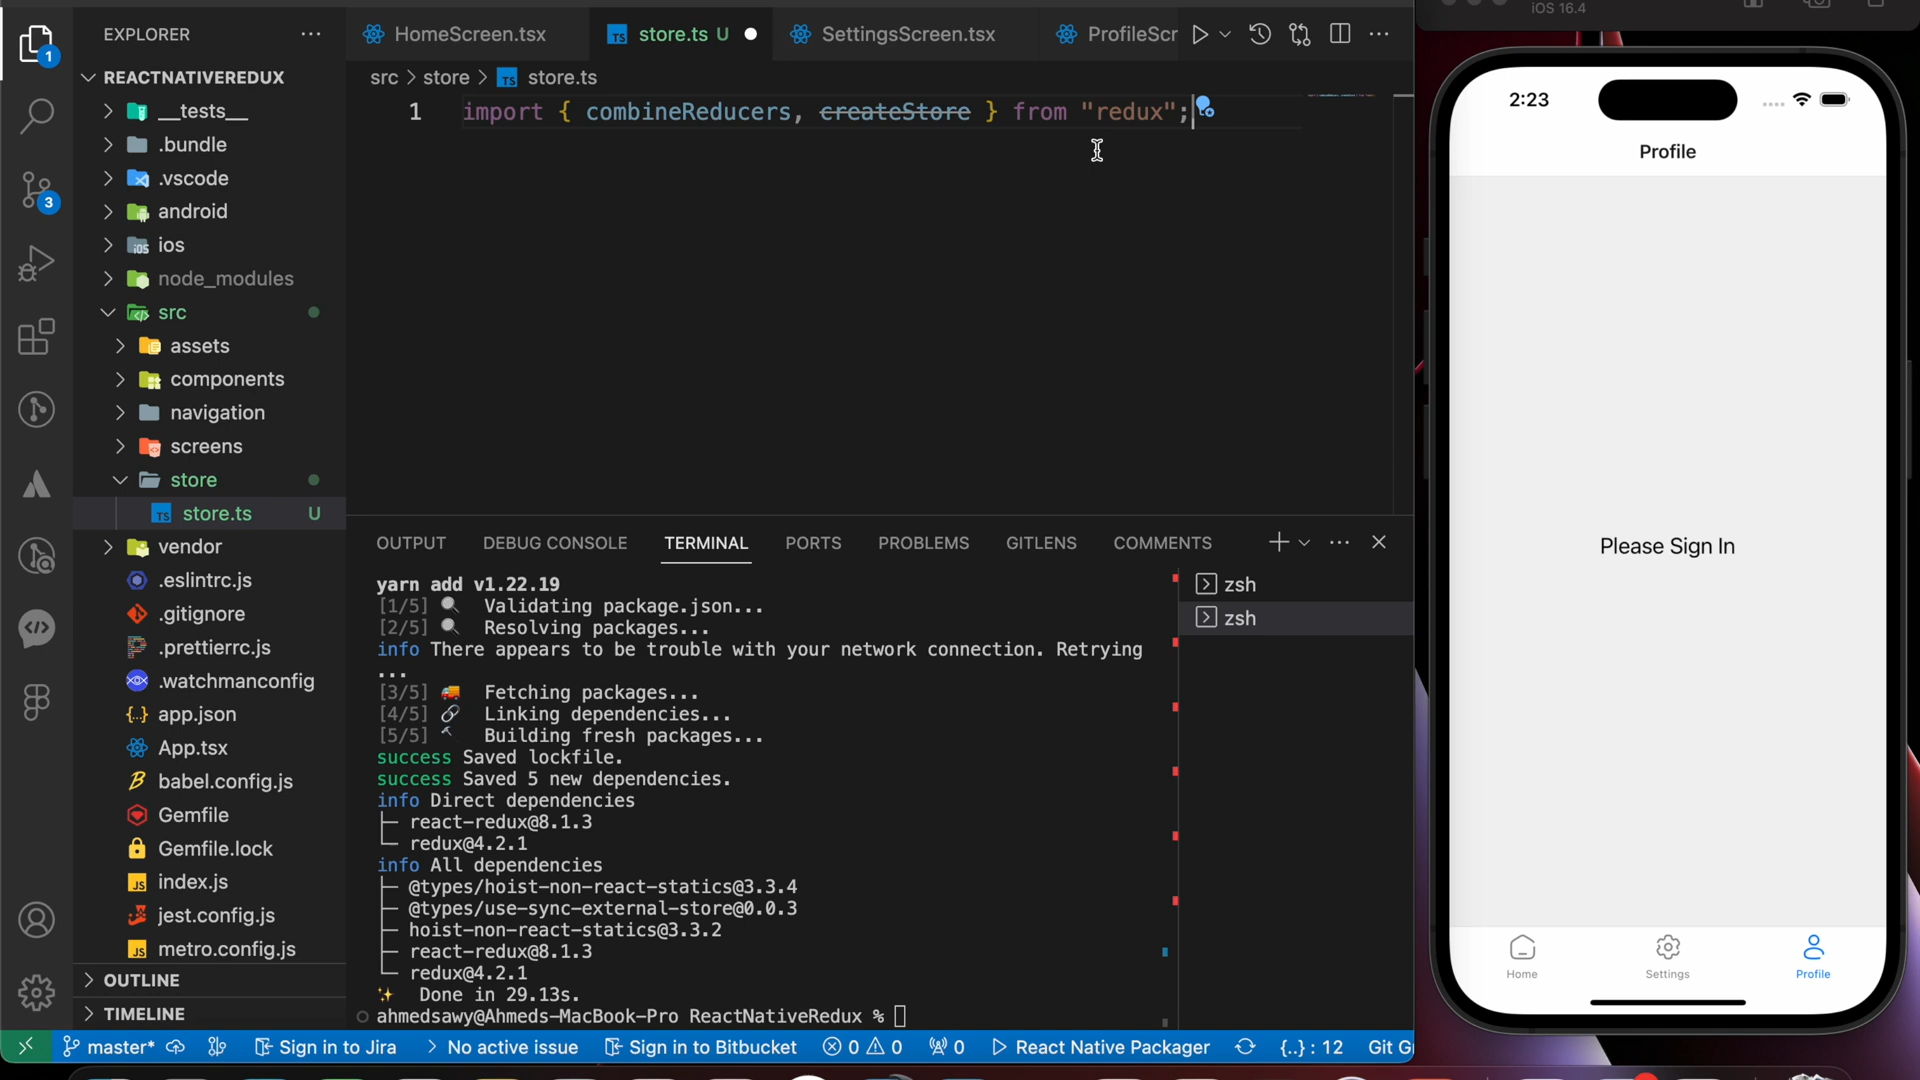 EXPLORER
HomeScreen.tsx
store.ts U
SettingsScreen.tsx
ProfileScr
REACTNATIVEREDUX
src > store > store.ts
1 import { combineReducers, createStore } from "redux";
__tests__
.bundle
.vscode
android
ios
node_modules
src
assets
components
navigation
screens
store
store.ts U
vendor
.eslintrc.js
.gitignore
.prettierrc.js
.watchmanconfig
app.json
App.tsx
babel.config.js
Gemfile
Gemfile.lock
index.js
jest.config.js
metro.config.js
OUTLINE
TIMELINE
1
3
OUTPUT DEBUG CONSOLE TERMINAL PORTS PROBLEMS GITLENS COMMENTS
yarn add v1.22.19
[1/5] Validating package.json...
[2/5] Resolving packages...
info There appears to be trouble with your network connection. Retrying
...
[3/5] Fetching packages...
[4/5] Linking dependencies...
[5/5] Building fresh packages...
success Saved lockfile.
success Saved 5 new dependencies.
info Direct dependencies
├─ react-redux@8.1.3
└─ redux@4.2.1
info All dependencies
├─ @types/hoist-non-react-statics@3.3.4
├─ @types/use-sync-external-store@0.0.3
├─ hoist-non-react-statics@3.3.2
├─ react-redux@8.1.3
└─ redux@4.2.1
Done in 29.13s.
ahmedsawy@Ahmeds-MacBook-Pro ReactNativeRedux %
zsh
zsh
master* Sign in to Jira No active issue Sign in to Bitbucket 0 0 0 React Native Packager {..} : 12 Git G
iOS 16.4
2:23
Profile
Please Sign In
Home Settings Profile